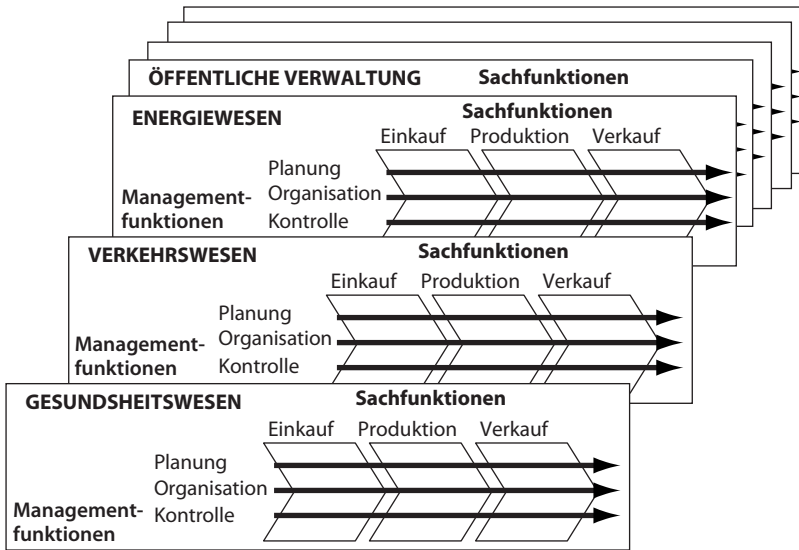 ÖFFENTLICHE VERWALTUNG Sachfunktionen
ENERGIEWESEN Sachfunktionen
Einkauf Produktion Verkauf
Planung
Organisation
Kontrolle
Management-
funktionen
VERKEHRSWESEN Sachfunktionen
Einkauf Produktion Verkauf
Planung
Organisation
Kontrolle
Management-
funktionen
GESUNDSHEITSWESEN Sachfunktionen
Einkauf Produktion Verkauf
Planung
Organisation
Kontrolle
Management-
funktionen